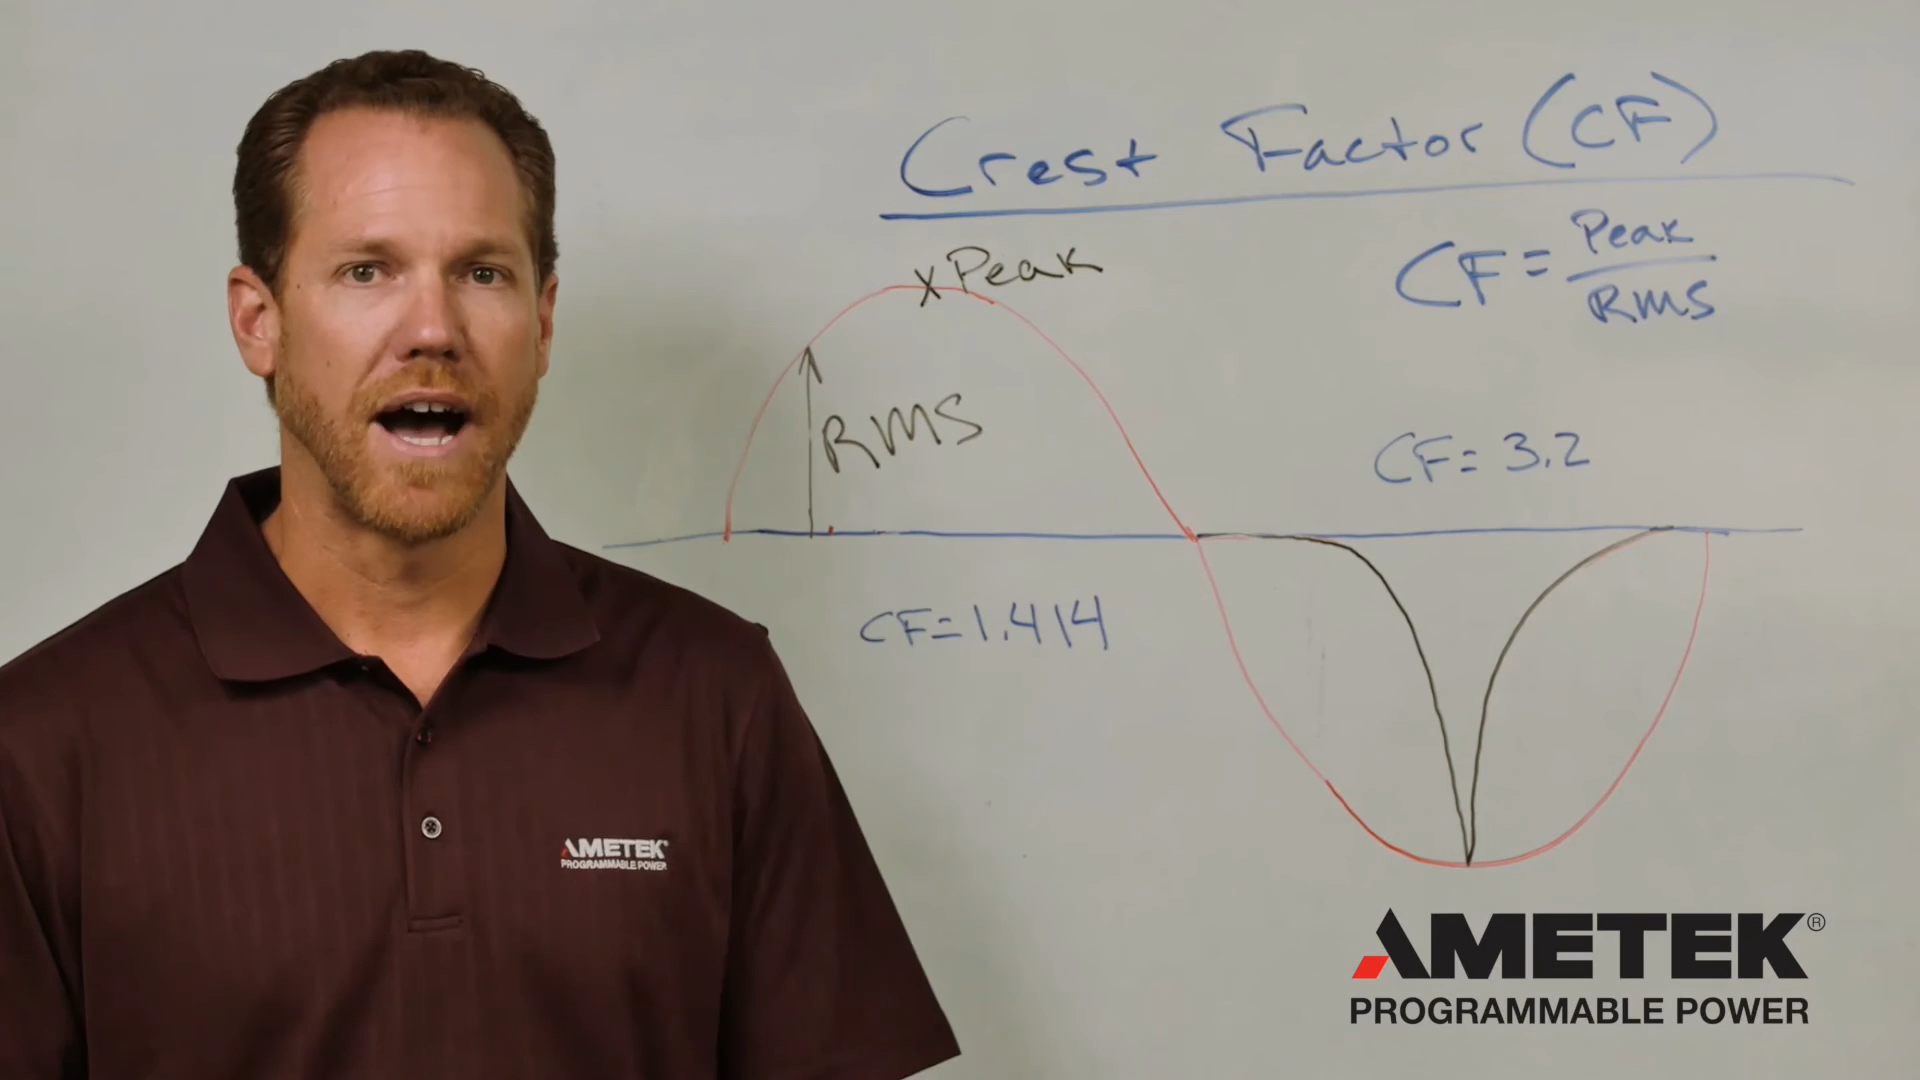 Crest Factor (CF)
CF = Peak
RMS
x Peak
RMS
CF = 3.2
CF = 1.414
AMETEK®
PROGRAMMABLE POWER
AMETEK®
PROGRAMMABLE POWER